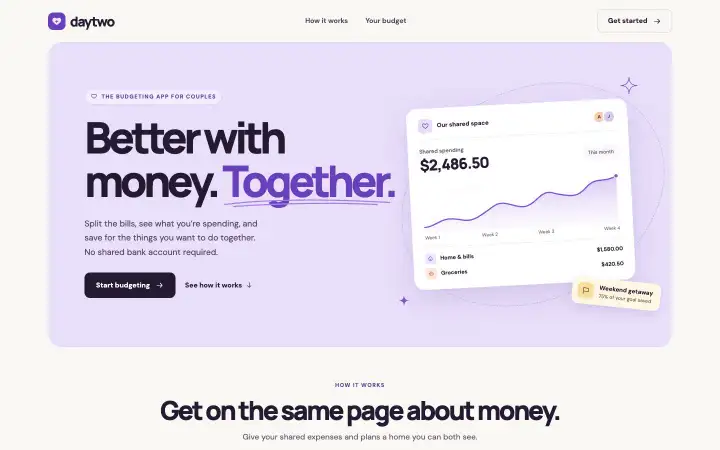 daytwo
How it works
Your budget
Get started →
THE BUDGETING APP FOR COUPLES
Better with
money. Together.
Split the bills, see what you're spending, and
save for the things you want to do together.
No shared bank account required.
Start budgeting →
See how it works ↓
Our shared space
A J
Shared spending
$2,486.50
This month
Week 1
Week 2
Week 3
Week 4
Home & bills
$1,580.00
Groceries
$420.50
Weekend getaway
75% of your goal saved
HOW IT WORKS
Get on the same page about money.
Give your shared expenses and plans a home you can both see.